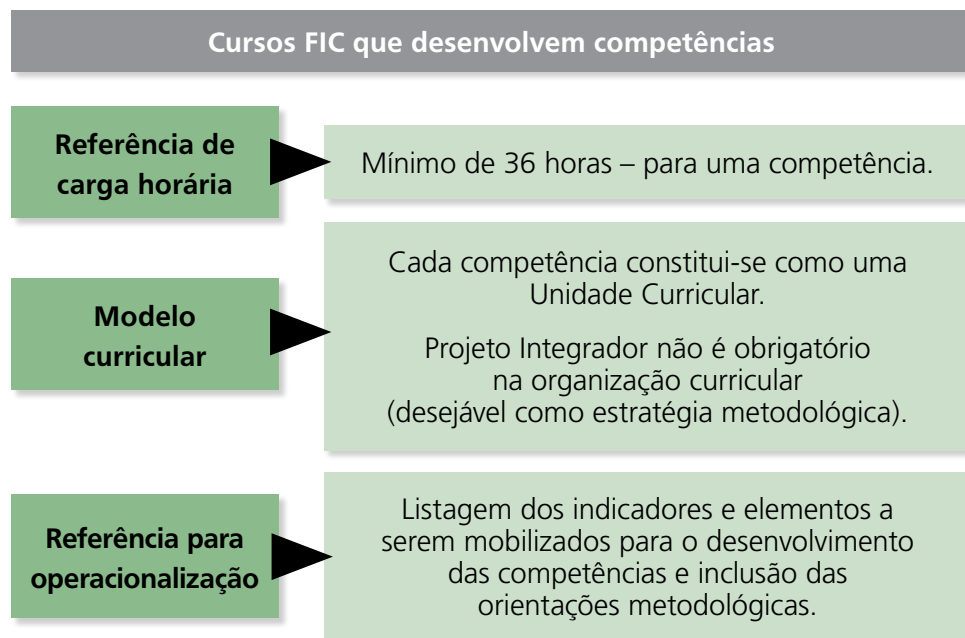 Cursos FIC que desenvolvem competências
Referência de
carga horária
Mínimo de 36 horas – para uma competência.
Modelo
curricular
Cada competência constitui-se como uma
Unidade Curricular.
Projeto Integrador não é obrigatório
na organização curricular
(desejável como estratégia metodológica).
Referência para
operacionalização
Listagem dos indicadores e elementos a
serem mobilizados para o desenvolvimento
das competências e inclusão das
orientações metodológicas.